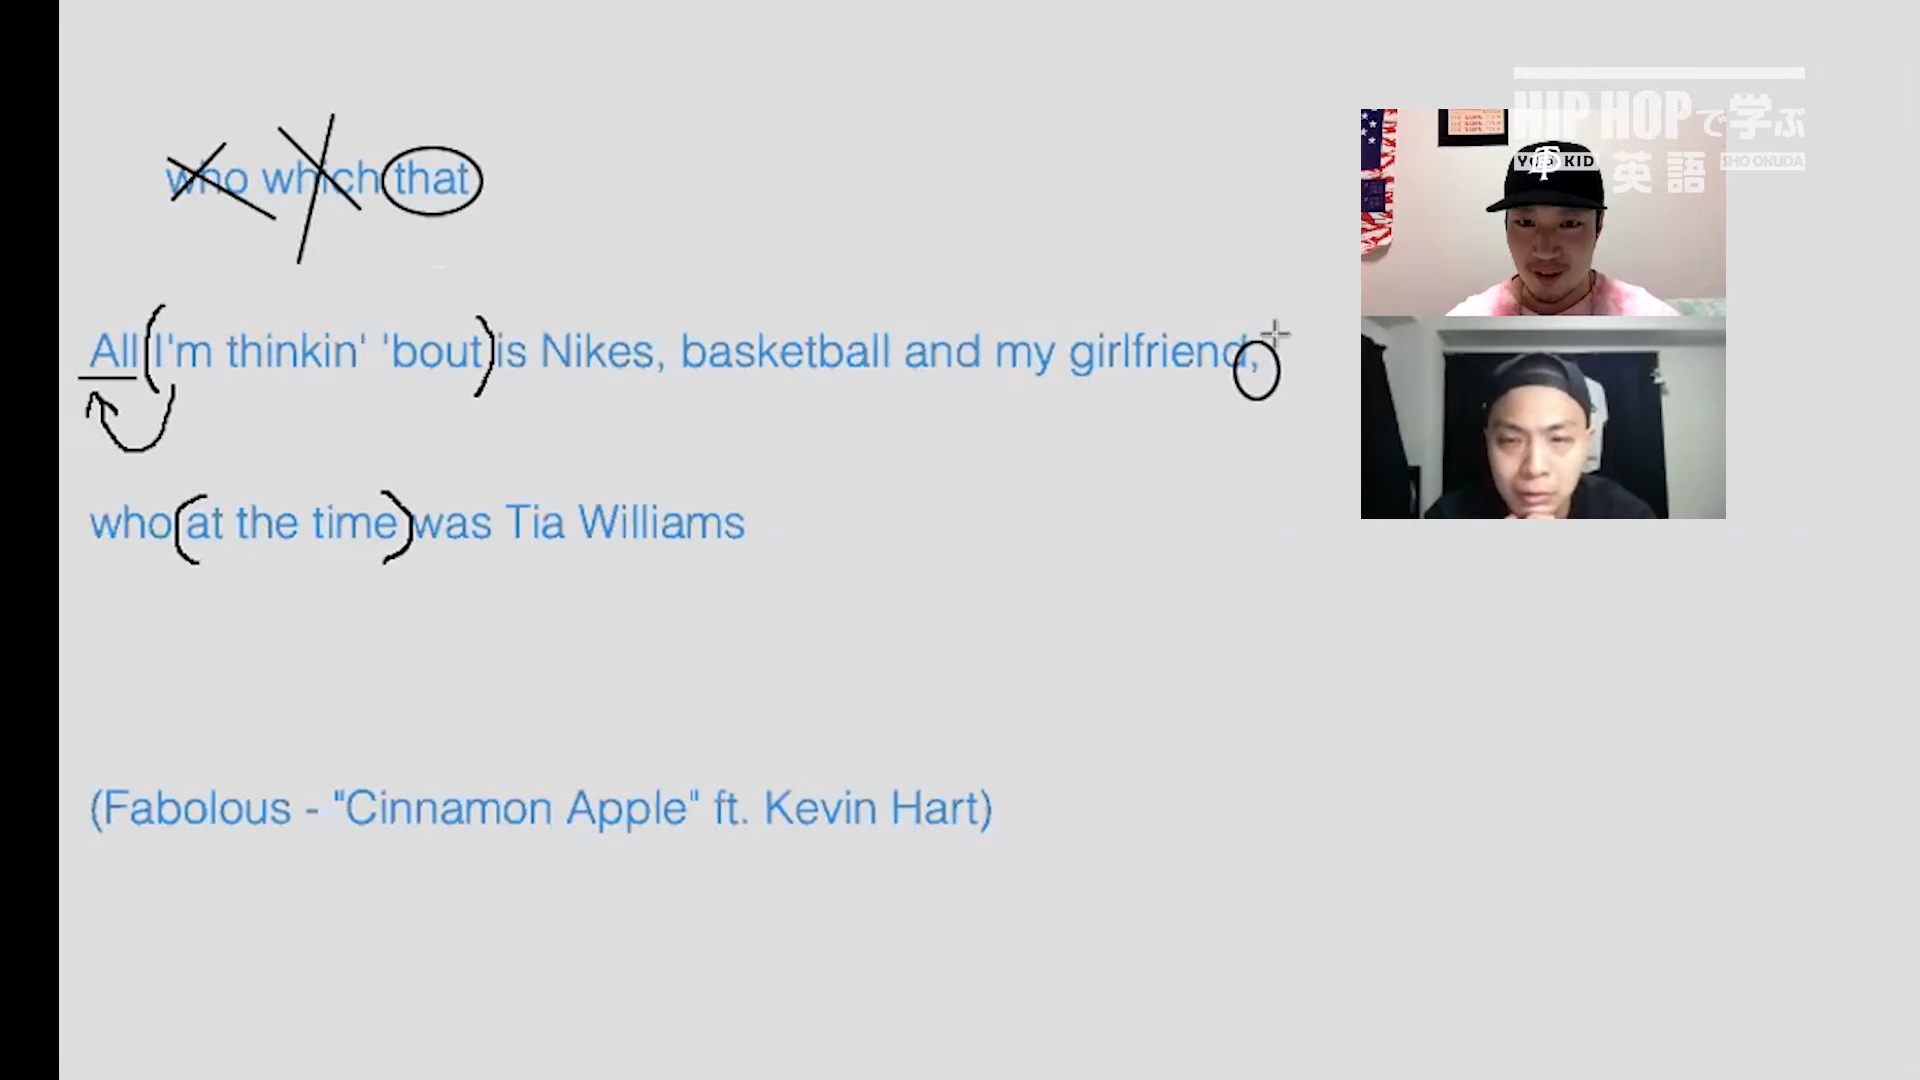 HIP HOPで学ぶ
英語
SHO OKUDA
who which that
All I'm thinkin' 'bout is Nikes, basketball and my girlfriend,
who at the time was Tia Williams
(Fabolous - "Cinnamon Apple" ft. Kevin Hart)